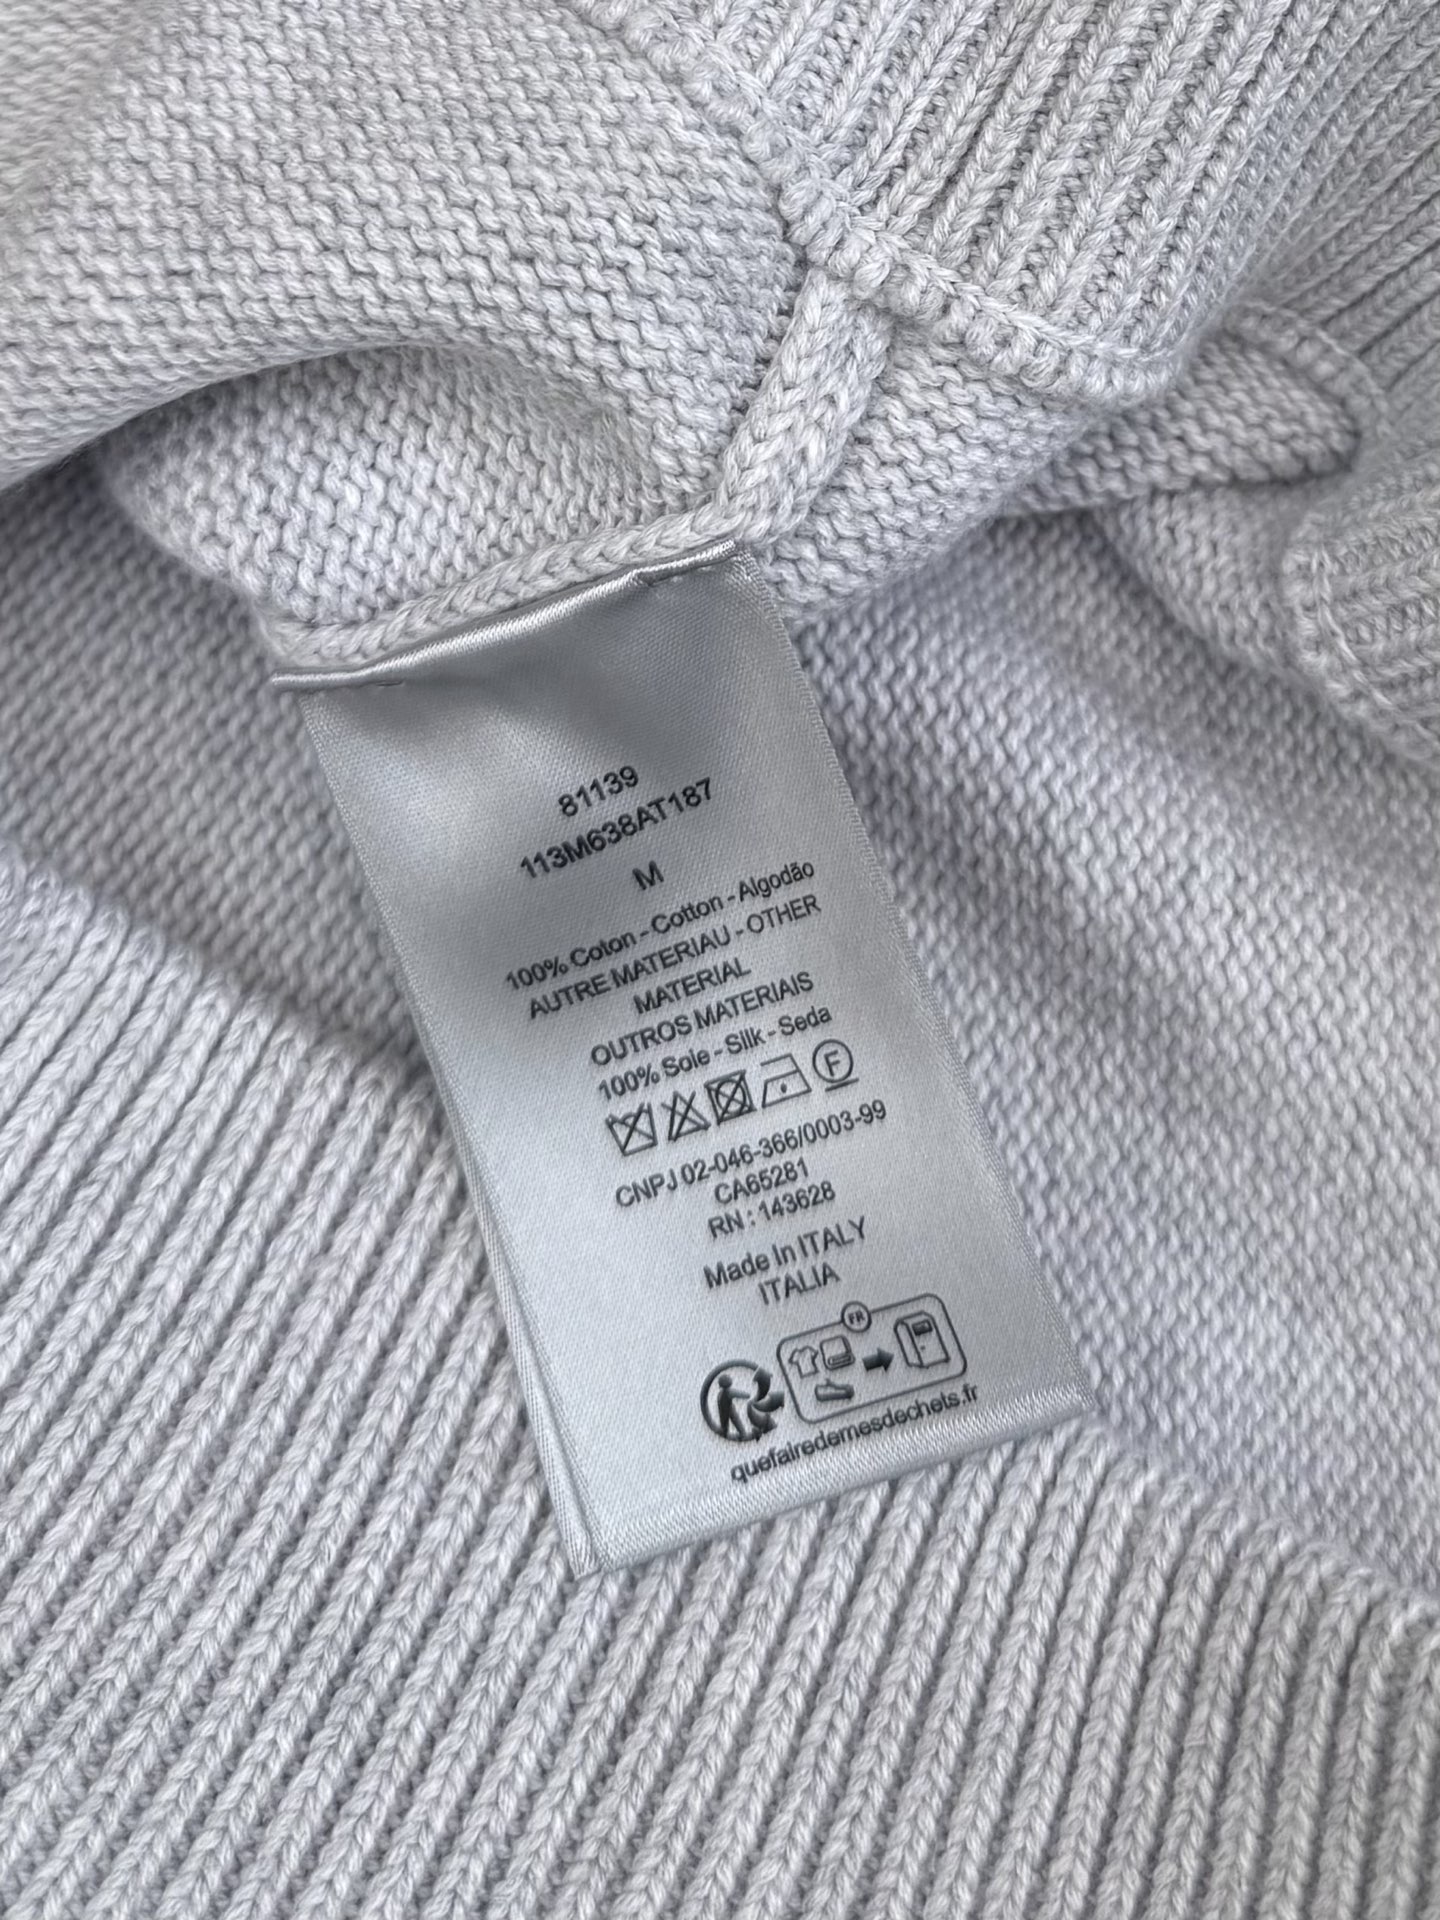 81139
113M638AT187
M
100% Coton - Cotton - Algodão
AUTRE MATERIAU - OTHER
MATERIAL
OUTROS MATERIAIS
100% Soie - Silk - Seda
F
CNPJ 02-046-366/0003-99
CA65281
RN : 143628
Made In ITALY
ITALIA
FR
quefairedemesdechets.fr